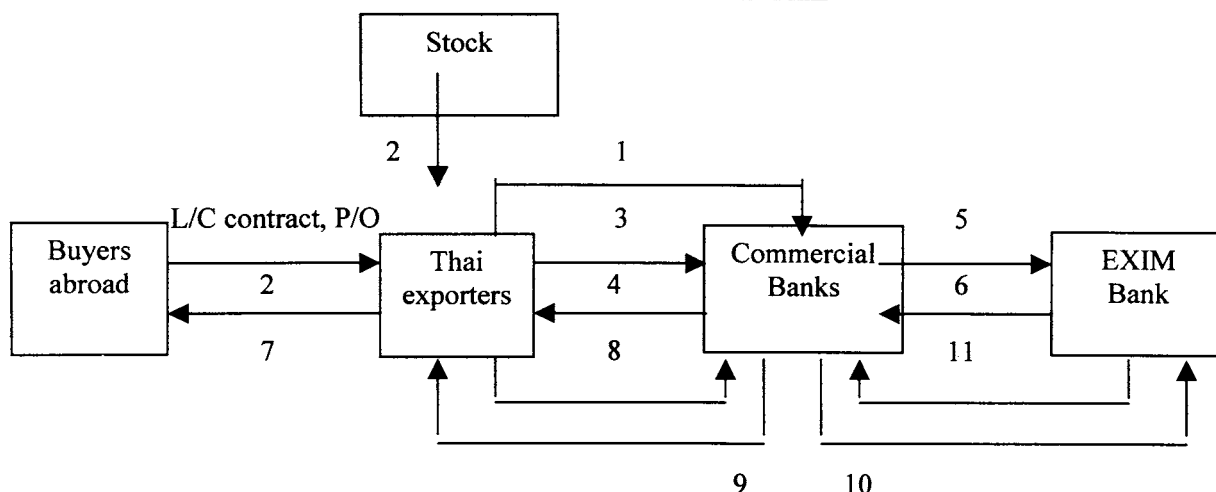 Stock
2
1
L/C contract, P/O
3
5
Buyers
abroad
Thai
exporters
Commercial
Banks
EXIM
Bank
2
4
6
7
8
11
9
10